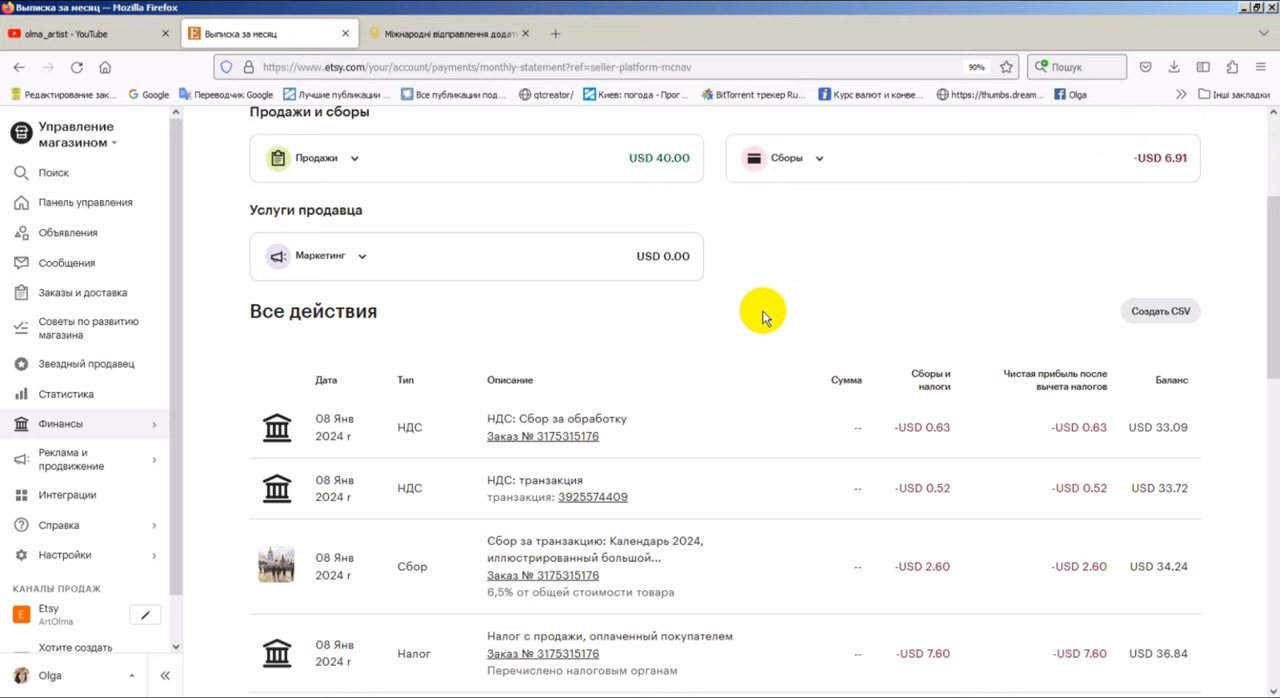 Выписка за месяц — Mozilla Firefox
olma_artist - YouTube
Выписка за месяц
Міжнародні відправлення додат
https://www.etsy.com/your/account/payments/monthly-statement?ref=seller-platform-mcnav
90%
Пошук
Редактирование зак...
Google
Переводчик Google
Лучшие публикации ...
Все публикации под...
qtcreator/
Киев: погода - Прог...
BitTorrent трекер Ru...
Курс валют и конве...
https://thumbs.dream...
Olga
Інші закладки
Управление
магазином
Поиск
Панель управления
Объявления
Сообщения
Заказы и доставка
Советы по развитию
магазина
Звездный продавец
Статистика
Финансы
Реклама и
продвижение
Интеграции
Справка
Настройки
КАНАЛЫ ПРОДАЖ
E
Etsy
ArtOlma
Хотите создать
Olga
Продажи и сборы
Продажи
USD 40.00
Сборы
-USD 6.91
Услуги продавца
Маркетинг
USD 0.00
Все действия
Создать CSV
Дата
Тип
Описание
Сумма
Сборы и
налоги
Чистая прибыль после
вычета налогов
Баланс
08 Янв
2024 г
НДС
НДС: Сбор за обработку
Заказ № 3175315176
--
-USD 0.63
-USD 0.63
USD 33.09
08 Янв
2024 г
НДС
НДС: транзакция
транзакция: 3925574409
--
-USD 0.52
-USD 0.52
USD 33.72
08 Янв
2024 г
Сбор
Сбор за транзакцию: Календарь 2024,
иллюстрированный большой...
Заказ № 3175315176
6,5% от общей стоимости товара
--
-USD 2.60
-USD 2.60
USD 34.24
08 Янв
2024 г
Налог
Налог с продажи, оплаченный покупателем
Заказ № 3175315176
Перечислено налоговым органам
--
-USD 7.60
-USD 7.60
USD 36.84